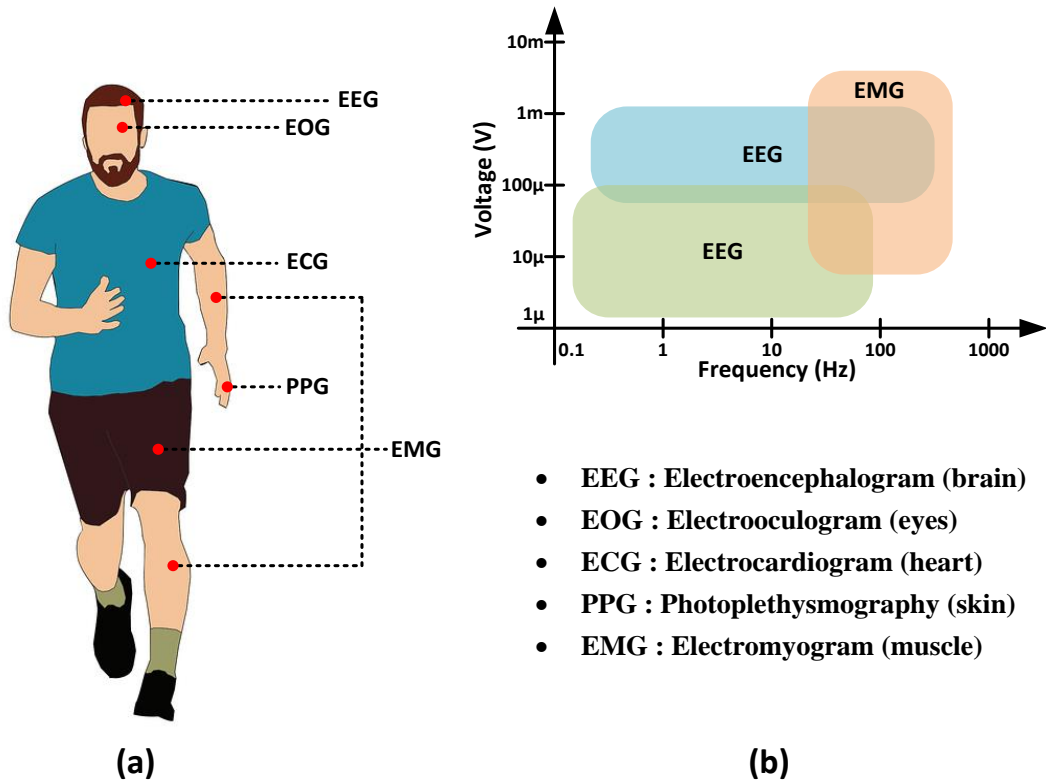 EEG
EOG
ECG
PPG
EMG
(a)
Voltage (V)
10m
1m
100µ
10µ
1µ
EMG
EEG
EEG
0.1 1 10 100 1000
Frequency (Hz)
• EEG : Electroencephalogram (brain)
• EOG : Electrooculogram (eyes)
• ECG : Electrocardiogram (heart)
• PPG : Photoplethysmography (skin)
• EMG : Electromyogram (muscle)
(b)